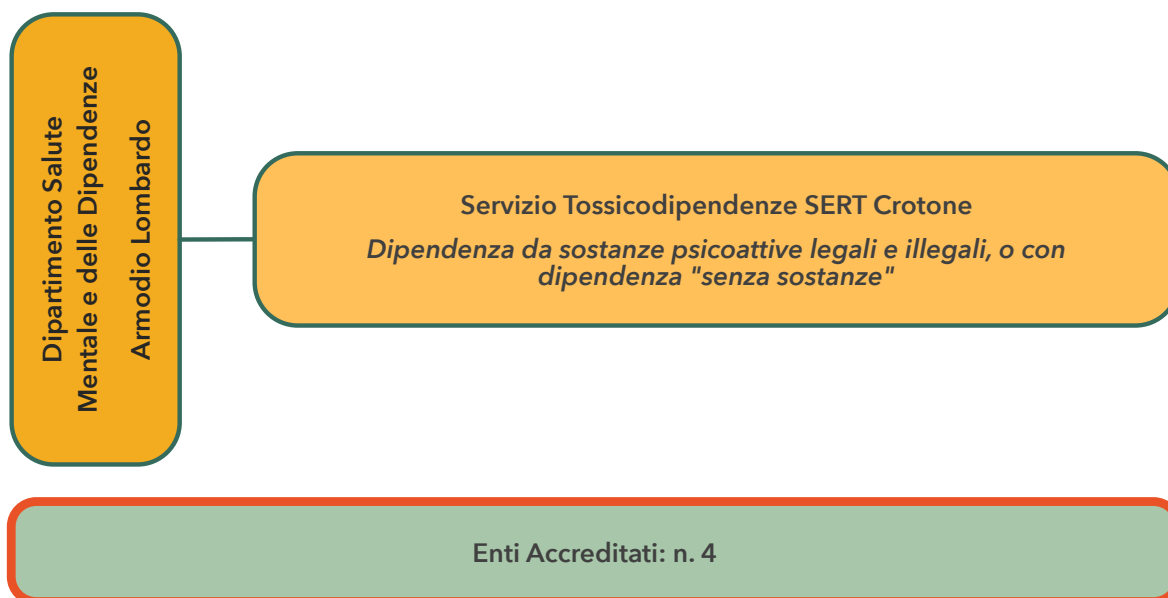 Dipartimento Salute
Mentale e delle Dipendenze
Armodio Lombardo
Servizio Tossicodipendenze SERT Crotone
Dipendenza da sostanze psicoattive legali e illegali, o con
dipendenza "senza sostanze"
Enti Accreditati: n. 4